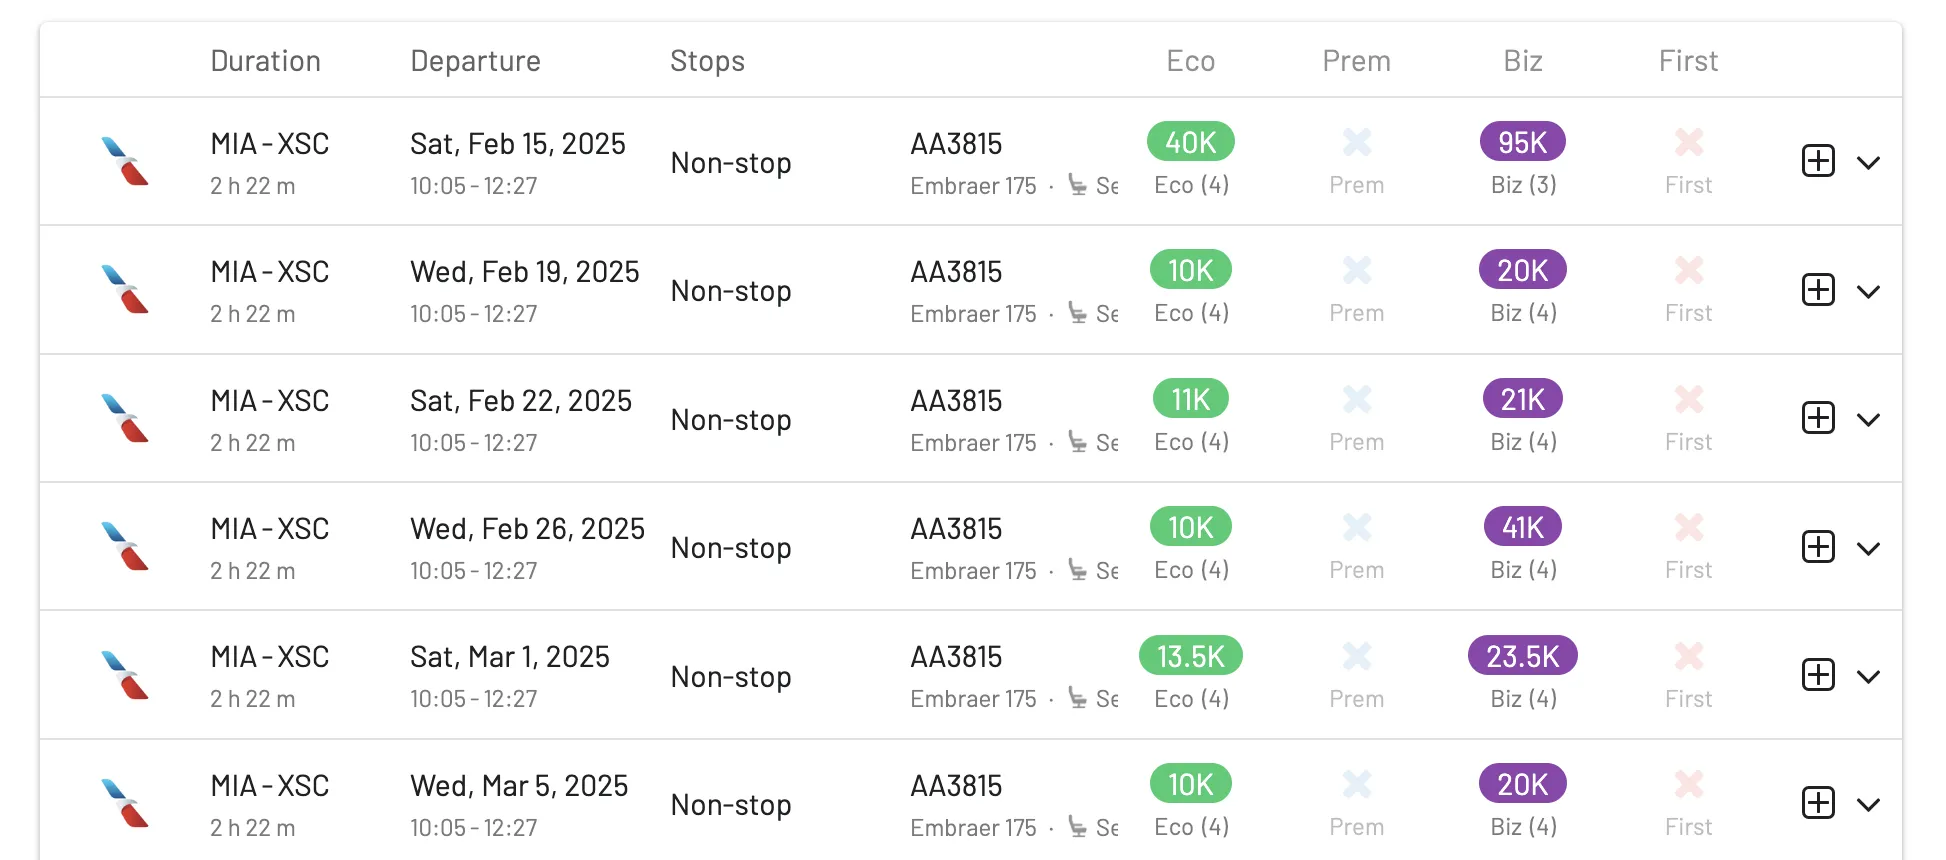 Duration Departure Stops Eco Prem Biz First
MIA - XSC Sat, Feb 15, 2025 Non-stop AA3815 40K 95K
2 h 22 m 10:05 - 12:27 Embraer 175 · Se Eco (4) Prem Biz (3) First
MIA - XSC Wed, Feb 19, 2025 Non-stop AA3815 10K 20K
2 h 22 m 10:05 - 12:27 Embraer 175 · Se Eco (4) Prem Biz (4) First
MIA - XSC Sat, Feb 22, 2025 Non-stop AA3815 11K 21K
2 h 22 m 10:05 - 12:27 Embraer 175 · Se Eco (4) Prem Biz (4) First
MIA - XSC Wed, Feb 26, 2025 Non-stop AA3815 10K 41K
2 h 22 m 10:05 - 12:27 Embraer 175 · Se Eco (4) Prem Biz (4) First
MIA - XSC Sat, Mar 1, 2025 Non-stop AA3815 13.5K 23.5K
2 h 22 m 10:05 - 12:27 Embraer 175 · Se Eco (4) Prem Biz (4) First
MIA - XSC Wed, Mar 5, 2025 Non-stop AA3815 10K 20K
2 h 22 m 10:05 - 12:27 Embraer 175 · Se Eco (4) Prem Biz (4) First